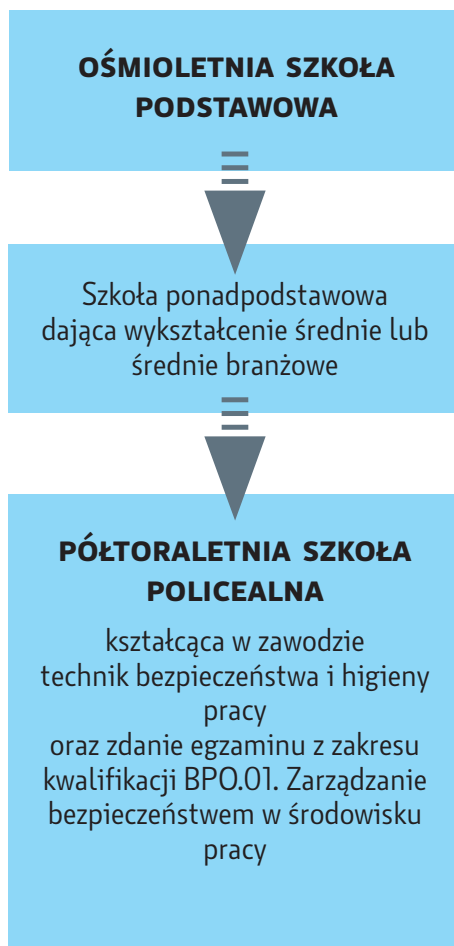 OŚMIOLETNIA SZKOŁA
PODSTAWOWA
Szkoła ponadpodstawowa
dająca wykształcenie średnie lub
średnie branżowe
PÓŁTORALETNIA SZKOŁA
POLICEALNA
kształcąca w zawodzie
technik bezpieczeństwa i higieny
pracy
oraz zdanie egzaminu z zakresu
kwalifikacji BPO.01. Zarządzanie
bezpieczeństwem w środowisku
pracy